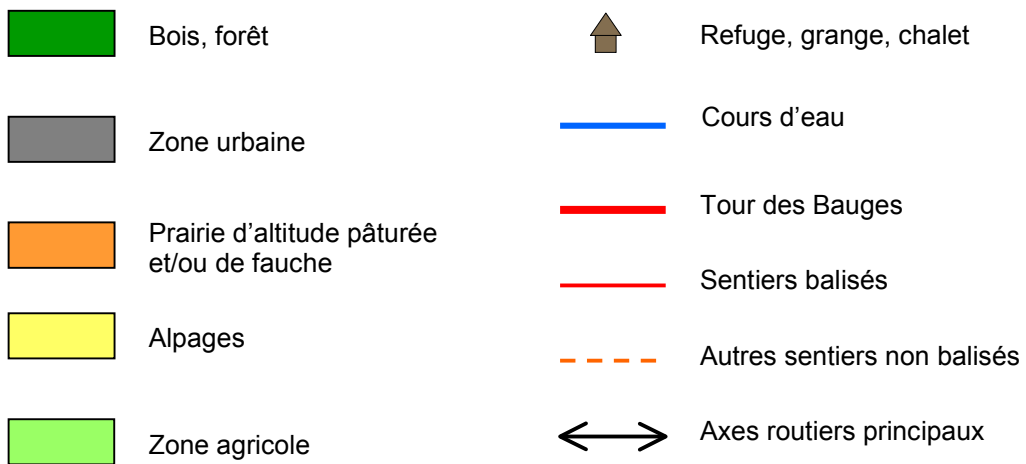 Bois, forêt
Zone urbaine
Prairie d'altitude pâturée
et/ou de fauche
Alpages
Zone agricole
Refuge, grange, chalet
Cours d'eau
Tour des Bauges
Sentiers balisés
Autres sentiers non balisés
Axes routiers principaux